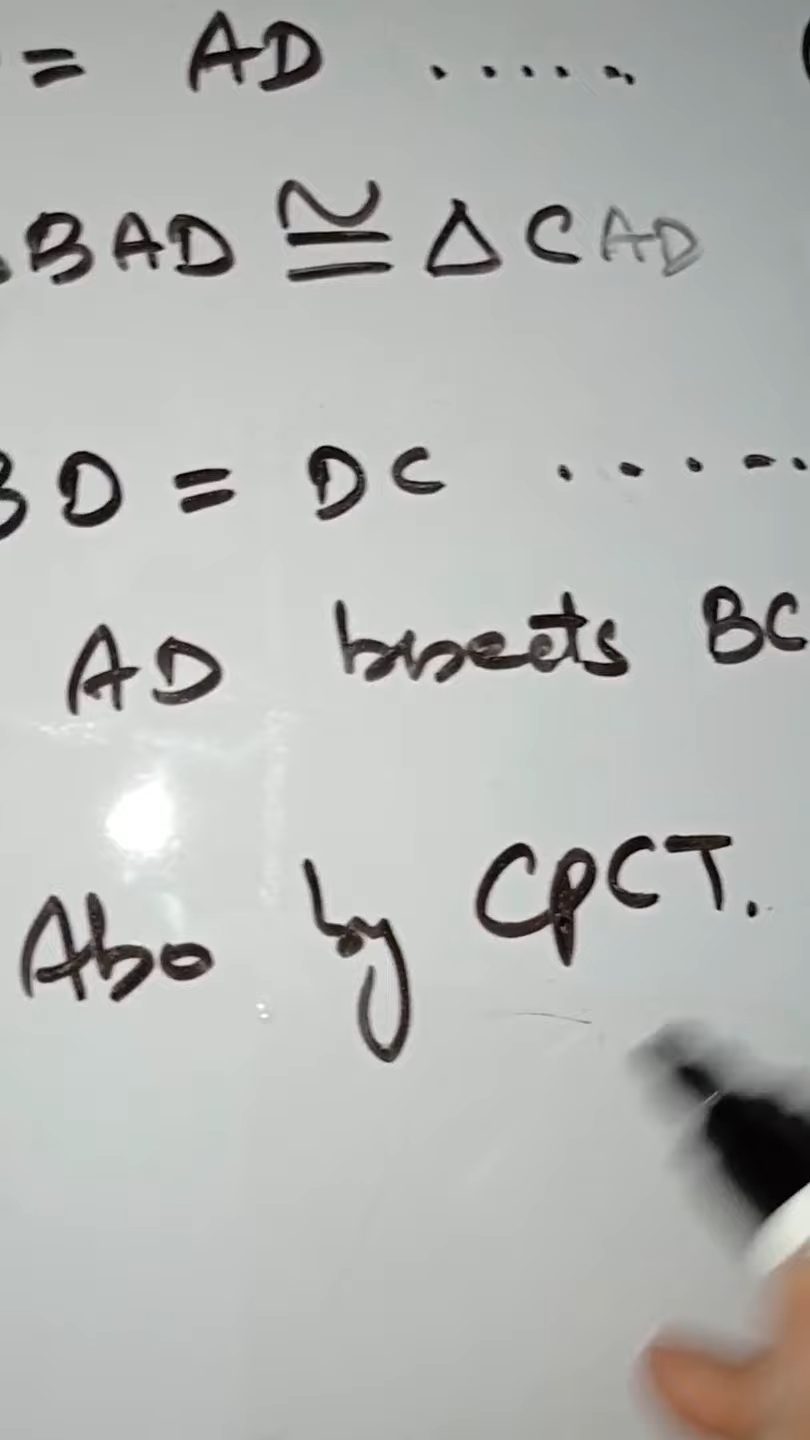 = AD .....
BAD ≅ Δ CAD
BD = DC .....
AD bisects BC
Also by CPCT.